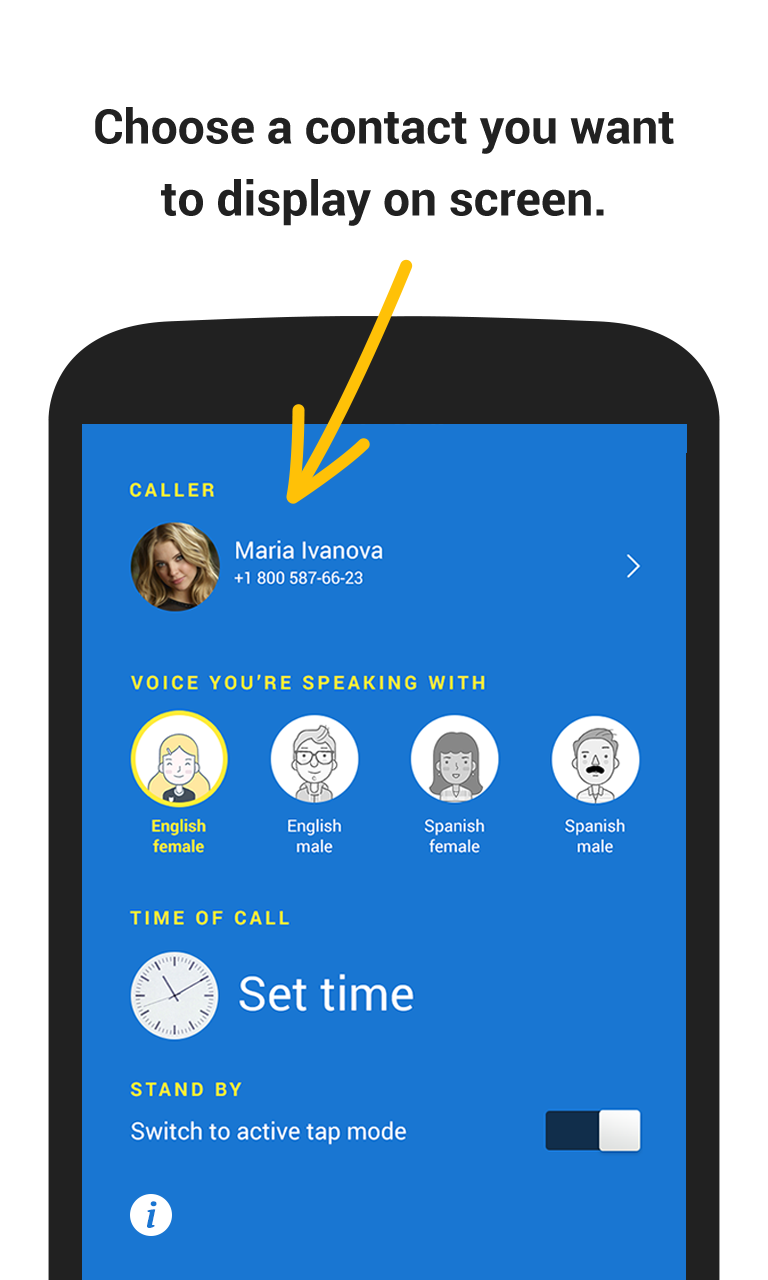 Choose a contact you want
to display on screen.
CALLER
Maria Ivanova
+1 800 587-66-23
VOICE YOU’RE SPEAKING WITH
English
female
English
male
Spanish
female
Spanish
male
TIME OF CALL
Set time
STAND BY
Switch to active tap mode
i